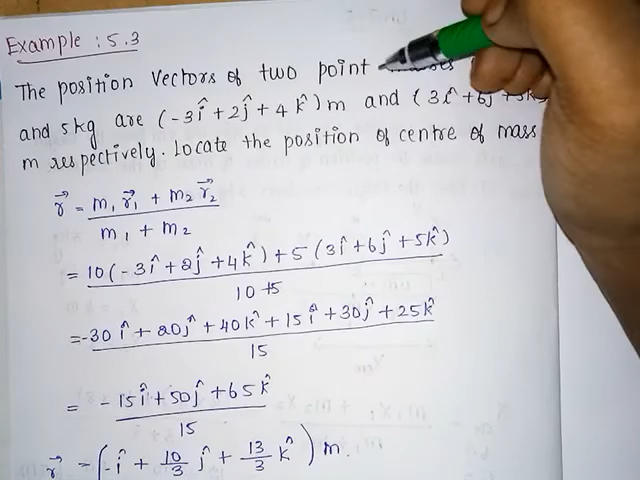 Example : 5.3
The position Vectors of two point masses
and 5kg are (-3î + 2ĵ + 4k̂)m and (3î + 6ĵ + 5k̂)
m respectively. Locate the position of centre of mass
r⃗ = m₁r⃗₁ + m₂r⃗₂ / m₁ + m₂
= 10(-3î + 2ĵ + 4k̂) + 5(3î + 6ĵ + 5k̂) / 10+5
= -30î + 20ĵ + 40k̂ + 15î + 30ĵ + 25k̂ / 15
= -15î + 50ĵ + 65k̂ / 15
r⃗ = (-î + 10/3 ĵ + 13/3 k̂) m.